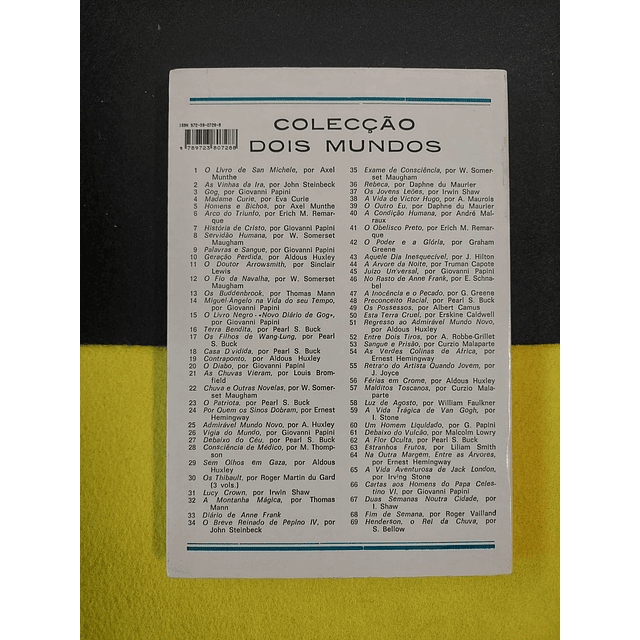 ISBN 972-38-0728-9
9 789723 807288
COLECÇÃO
DOIS MUNDOS
1 O Livro de San Michele, por Axel
Munthe
2 As Vinhas da Ira, por John Steinbeck
3 Gog, por Giovanni Papini
4 Madame Curie, por Eva Curie
5 Homens e Bichos, por Axel Munthe
6 Arco do Triunfo, por Erich M. Remar-
que
7 História de Cristo, por Giovanni Papini
8 Servidão Humana, por W. Somerset
Maugham
9 Palavras e Sangue, por Giovanni Papini
10 Geração Perdida, por Aldous Huxley
11 O Doutor Arrowsmith, por Sinclair
Lewis
12 O Fio da Navalha, por W. Somerset
Maugham
13 Os Buddenbrook, por Thomas Mann
14 Miguel-Ângelo na Vida do seu Tempo,
por Giovanni Papini
15 O Livro Negro - «Novo Diário de Gog»,
por Giovanni Papini
16 Terra Bendita, por Pearl S. Buck
17 Os Filhos de Wang-Lung, por Pearl
S. Buck
18 Casa Dividida, por Pearl S. Buck
19 Contraponto, por Aldous Huxley
20 O Diabo, por Giovanni Papini
21 As Chuvas Vieram, por Louis Brom-
field
22 Chuva e Outras Novelas, por W. Somer-
set Maugham
23 O Patriota, por Pearl S. Buck
24 Por Quem os Sinos Dobram, por Ernest
Hemingway
25 Admirável Mundo Novo, por A. Huxley
26 Vigia do Mundo, por Giovanni Papini
27 Debaixo do Céu, por Pearl S. Buck
28 Consciência de Médico, por M. Thomp-
son
29 Sem Olhos em Gaza, por Aldous
Huxley
30 Os Thibault, por Roger Martin du Gard
(3 vols.)
31 Lucy Crown, por Irwin Shaw
32 A Montanha Mágica, por Thomas
Mann
33 Diário de Anne Frank
34 O Breve Reinado de Pepino IV, por
John Steinbeck
35 Exame de Consciência, por W. Somer-
set Maugham
36 Rebeca, por Daphne du Maurier
37 Os Jovens Leões, por Irwin Shaw
38 A Vida de Victor Hugo, por A. Maurois
39 O Outro Eu, por Daphne du Maurier
40 A Condição Humana, por André Mal-
raux
41 O Obelisco Preto, por Erich M. Remar-
que
42 O Poder e a Glória, por Graham
Greene
43 Aquele Dia Inesquecível, por J. Hilton
44 A Árvore da Noite, por Truman Capote
45 Juízo Universal, por Giovanni Papini
46 No Rasto de Anne Frank, por E. Schna-
bel
47 A Inocência e o Pecado, por G. Greene
48 Preconceito Racial, por Pearl S. Buck
49 Os Possessos, por Albert Camus
50 Esta Terra Cruel, por Erskine Caldwell
51 Regresso ao Admirável Mundo Novo,
por Aldous Huxley
52 Entre Dois Tiros, por A. Robbe-Grillet
53 Sangue e Prisão, por Curzio Malaparte
54 As Verdes Colinas de África, por
Ernest Hemingway
55 Retrato do Artista Quando Jovem, por
J. Joyce
56 Férias em Crome, por Aldous Huxley
57 Malditos Toscanos, por Curzio Mala-
parte
58 Luz de Agosto, por William Faulkner
59 A Vida Trágica de Van Gogh, por
I. Stone
60 Um Homem Liquidado, por G. Papini
61 Debaixo do Vulcão, por Malcolm Lowry
62 A Flor Oculta, por Pearl S. Buck
63 Estranhos Frutos, por Liliam Smith
64 Na Outra Margem, Entre as Árvores,
por Ernest Hemingway
65 A Vida Aventurosa de Jack London,
por Irving Stone
66 Cartas aos Homens do Papa Celes-
tino VI, por Giovanni Papini
67 Duas Semanas Noutra Cidade, por
I. Shaw
68 Fim de Semana, por Roger Vailland
69 Henderson, o Rei da Chuva, por
S. Bellow